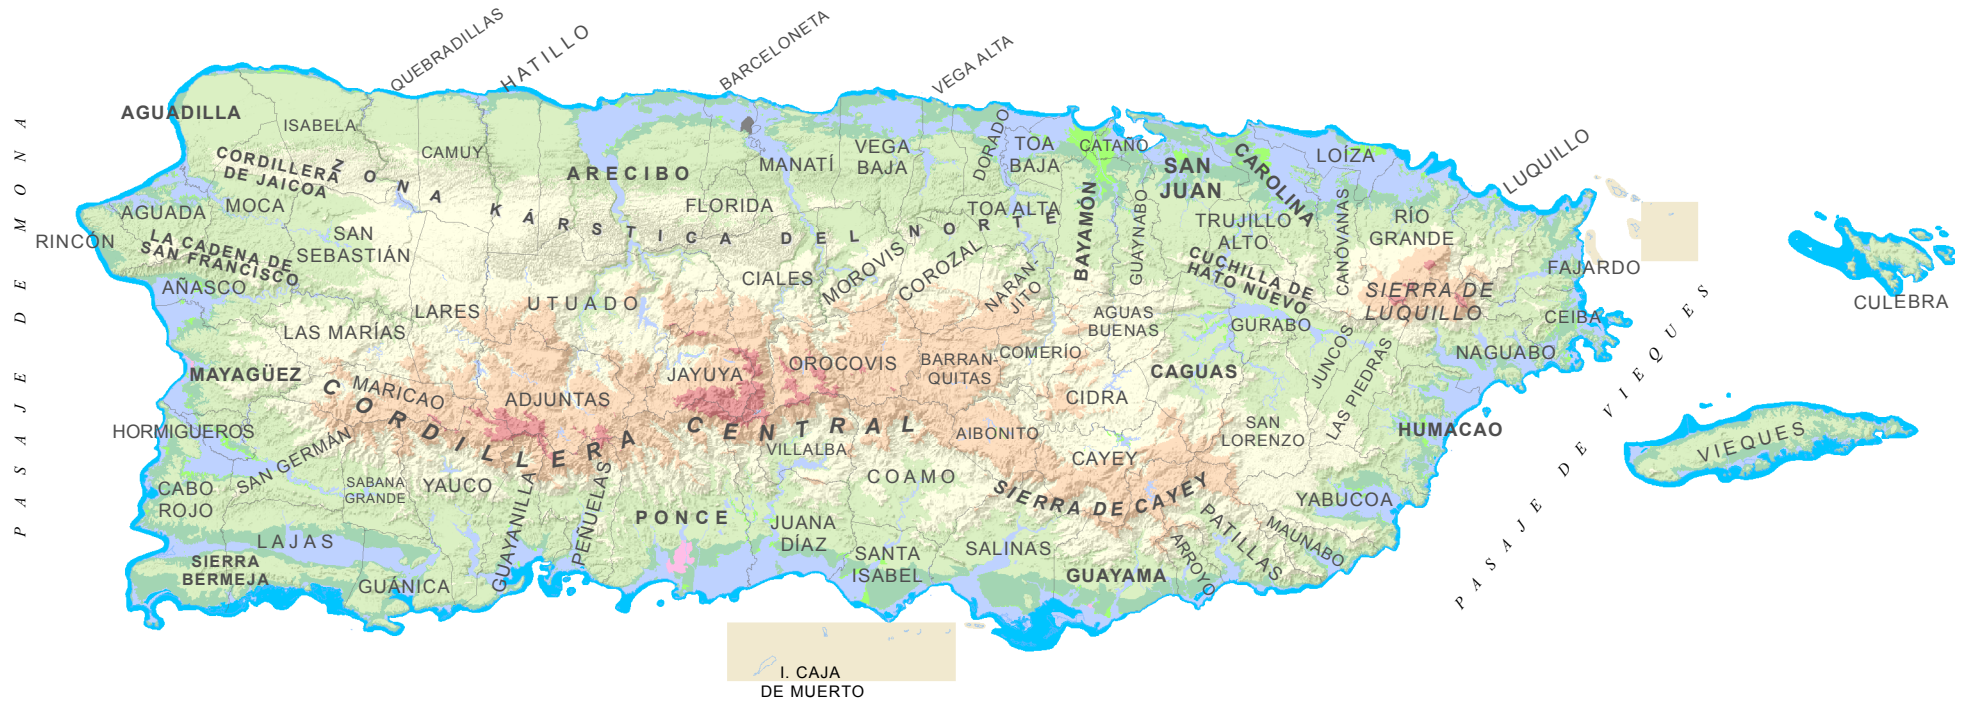 QUEBRADILLAS
HATILLO
BARCELONETA
VEGA ALTA
LUQUILLO
PASAJE DE MONA
AGUADILLA
ISABELA
CAMUY
ARECIBO
MANATÍ
VEGA
BAJA
DORADO
TOA
BAJA
CATAÑO
SAN
JUAN
CAROLINA
LOÍZA
CORDILLERA
DE JAICOA
ZONA KÁRSTICA DEL NORTE
MOCA
AGUADA
RINCÓN
LA CADENA DE
SAN FRANCISCO
SAN
SEBASTIÁN
FLORIDA
TOA ALTA
BAYAMÓN
GUAYNABO
TRUJILLO
ALTO
CANOVANAS
RÍO
GRANDE
FAJARDO
CULEBRA
AÑASCO
LARES
UTUADO
CIALES
MOROVIS
COROZAL
NARAN-
JITO
CUCHILLA DE
HATO NUEVO
SIERRA DE
LUQUILLO
CEIBA
LAS MARÍAS
AGUAS
BUENAS
GURABO
JUNCOS
LAS PIEDRAS
NAGUABO
MAYAGÜEZ
MARICAO
ADJUNTAS
JAYUYA
OROCOVIS
BARRAN-
QUITAS
COMERÍO
CIDRA
CAGUAS
CORDILLERA CENTRAL
HORMIGUEROS
SAN GERMÁN
VILLALBA
AIBONITO
CAYEY
SAN
LORENZO
HUMACAO
VIEQUES
PASAJE DE VIEQUES
CABO
ROJO
SABANA
GRANDE
YAUCO
GUAYANILLA
PEÑUELAS
PONCE
COAMO
SIERRA DE CAYEY
YABUCOA
LAJAS
SIERRA
BERMEJA
GUÁNICA
JUANA
DÍAZ
SANTA
ISABEL
SALINAS
GUAYAMA
ARROYO
PATILLAS
MAUNABO
I. CAJA
DE MUERTO